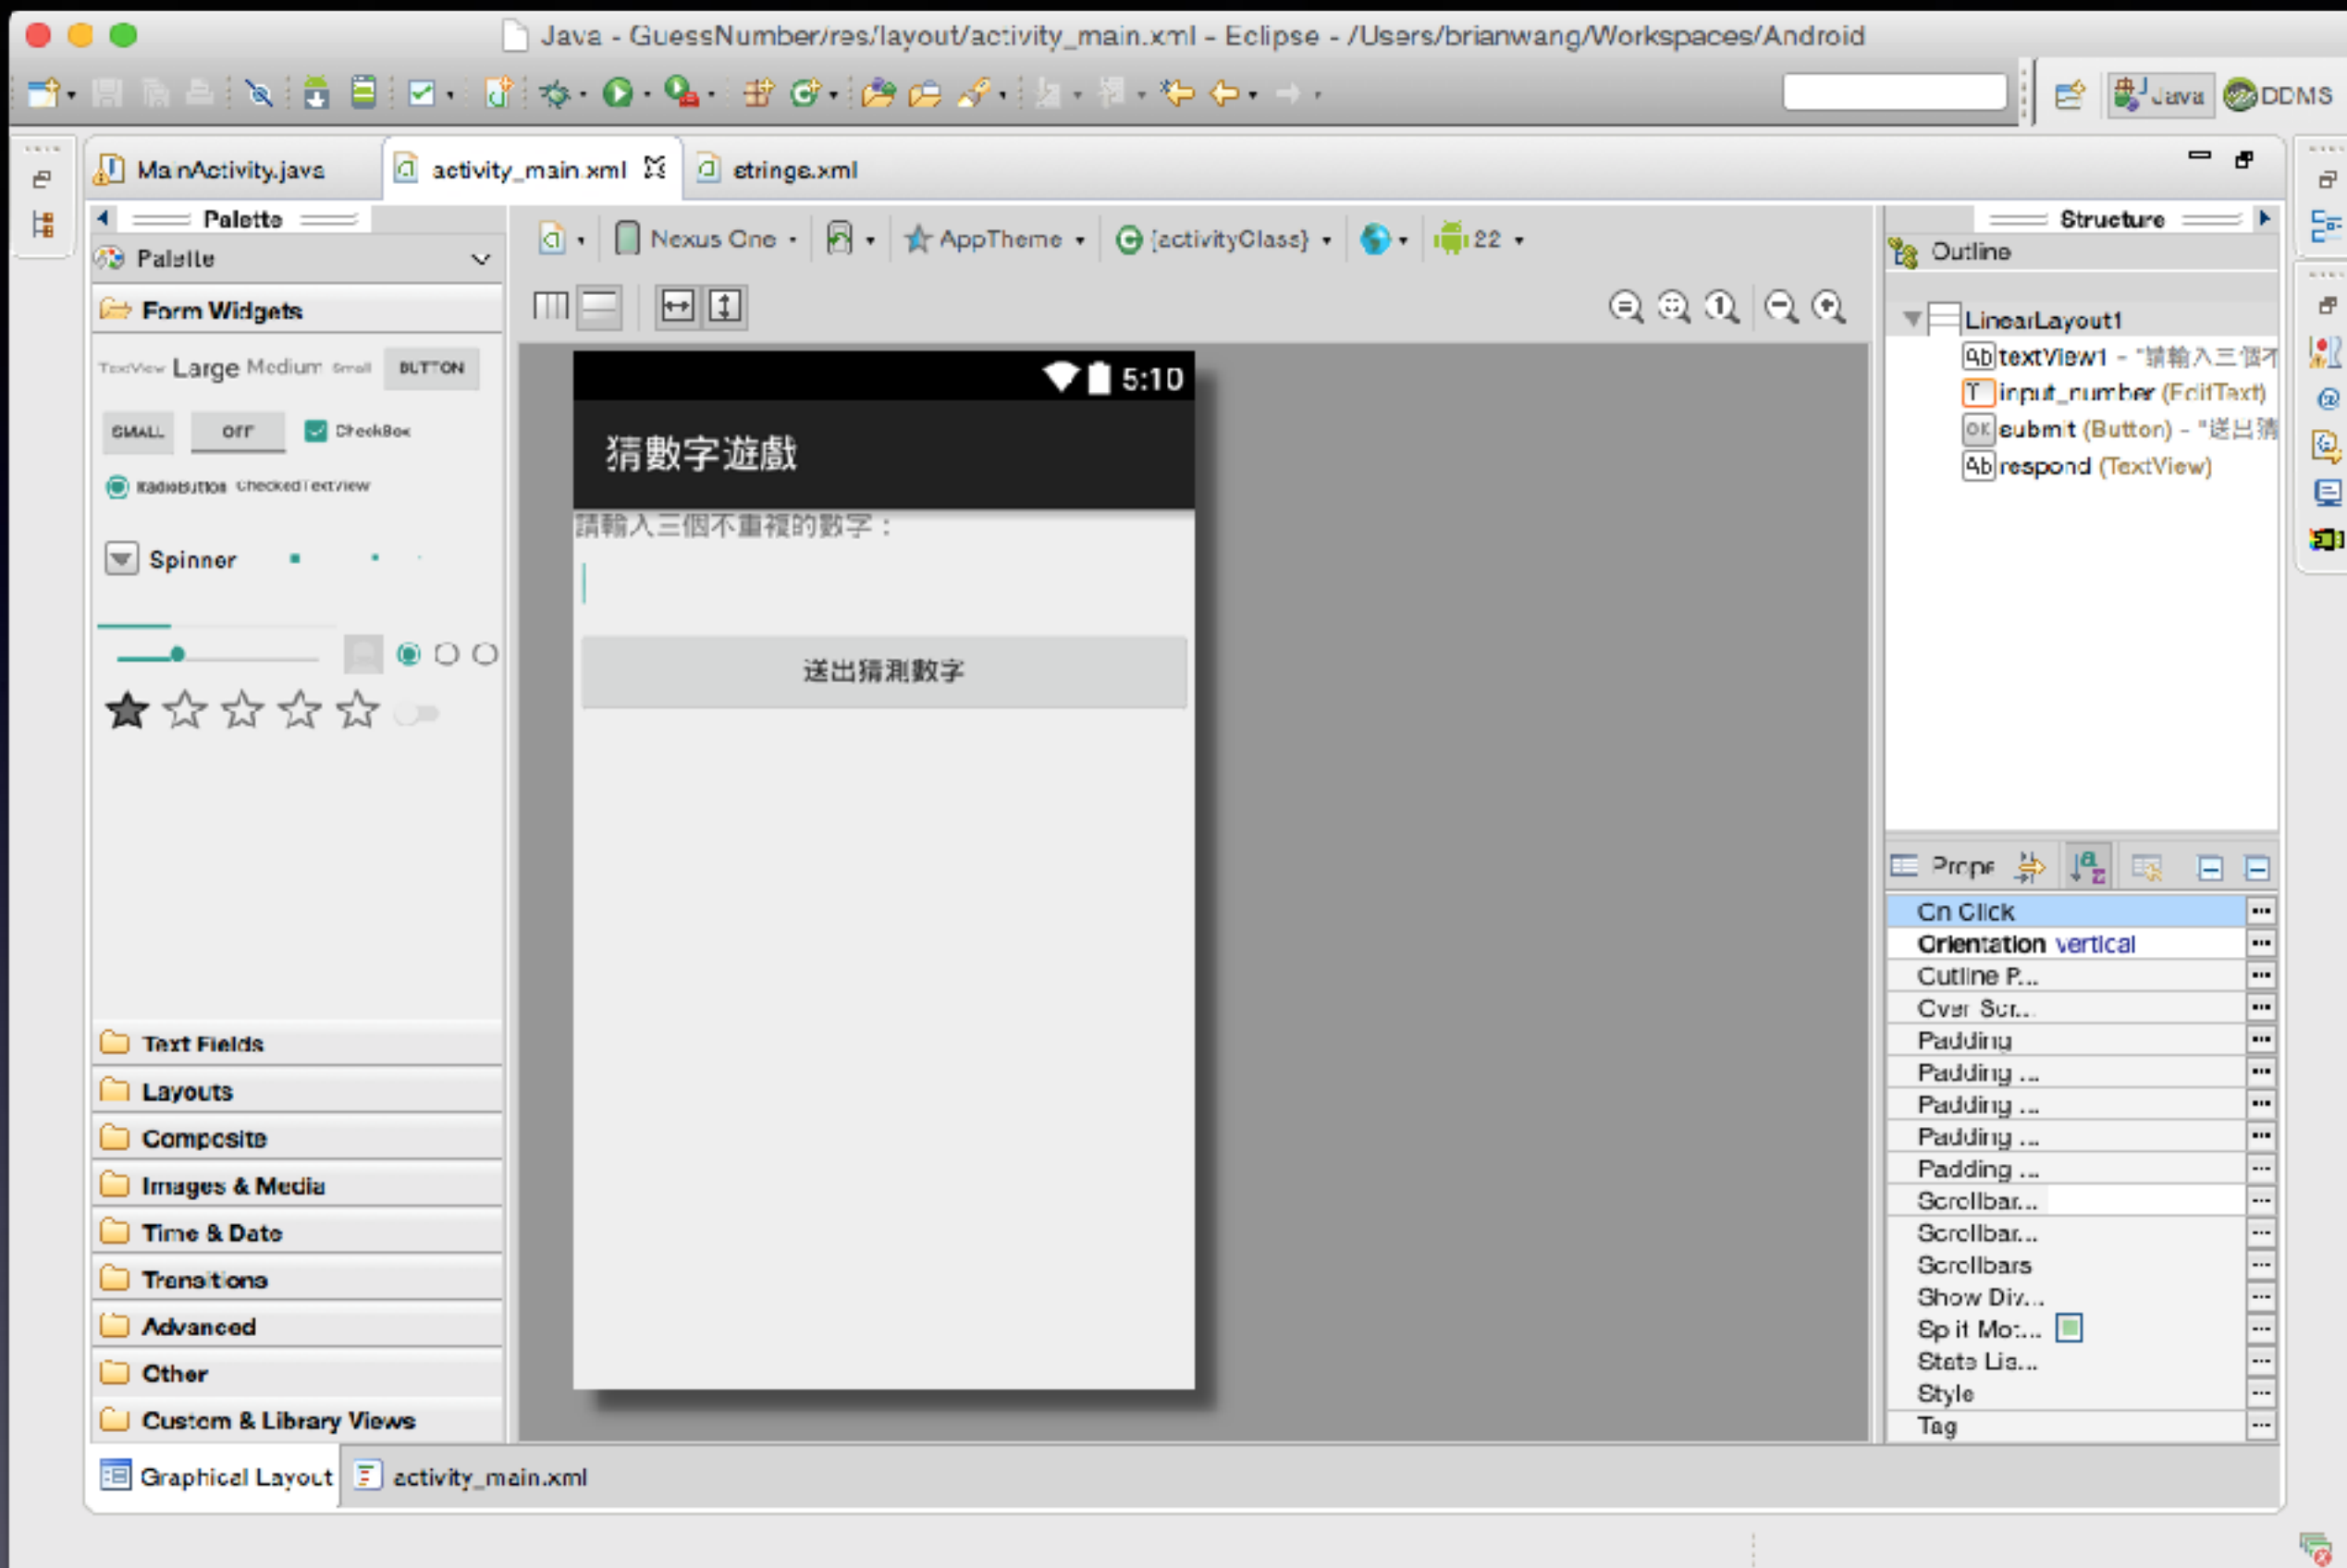 Java - GuessNumber/res/layout/activity_main.xml - Eclipse - /Users/brianwang/Workspaces/Android
Java
DDMS
MainActivity.java
activity_main.xml
strings.xml
Palette
Palette
Form Widgets
TextView Large Medium Small BUTTON
SMALL OFF CheckBox
RadioButton CheckedTextView
Spinner
Text Fields
Layouts
Composite
Images & Media
Time & Date
Transitions
Advanced
Other
Custom & Library Views
Nexus One
AppTheme
{activityClass}
22
5:10
猜數字遊戲
請輸入三個不重複的數字：
送出猜測數字
Structure
Outline
LinearLayout1
Ab textView1 - "請輸入三個不
input_number (EditText)
OK submit (Button) - "送出猜
Ab respond (TextView)
Prope
On Click
Orientation vertical
Outline P...
Over Scr...
Padding
Padding ...
Padding ...
Padding ...
Padding ...
Scrollbar...
Scrollbar...
Scrollbars
Show Div...
Split Mot...
State Lis...
Style
Tag
Graphical Layout
activity_main.xml